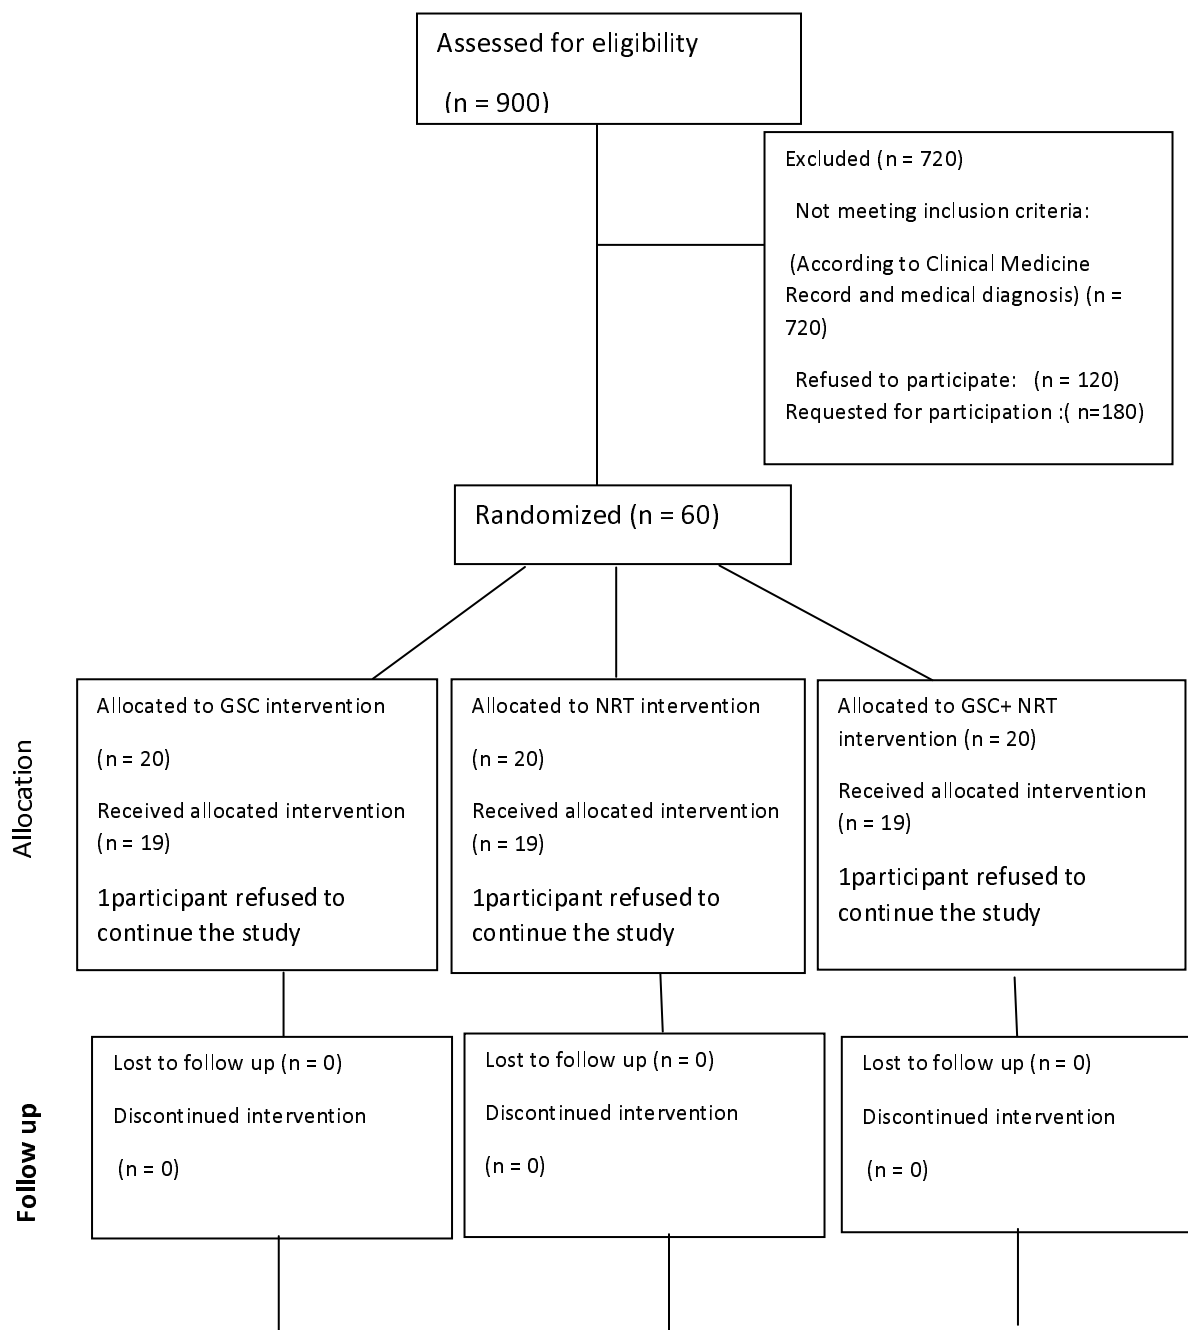 Assessed for eligibility
(n = 900)
Excluded (n = 720)
Not meeting inclusion criteria:
(According to Clinical Medicine
Record and medical diagnosis) (n =
720)
Refused to participate: (n = 120)
Requested for participation :( n=180)
Randomized (n = 60)
Allocation
Allocated to GSC intervention
(n = 20)
Received allocated intervention
(n = 19)
1participant refused to
continue the study
Allocated to NRT intervention
(n = 20)
Received allocated intervention
(n = 19)
1participant refused to
continue the study
Allocated to GSC+ NRT
intervention (n = 20)
Received allocated intervention
(n = 19)
1participant refused to
continue the study
Follow up
Lost to follow up (n = 0)
Discontinued intervention
(n = 0)
Lost to follow up (n = 0)
Discontinued intervention
(n = 0)
Lost to follow up (n = 0)
Discontinued intervention
(n = 0)